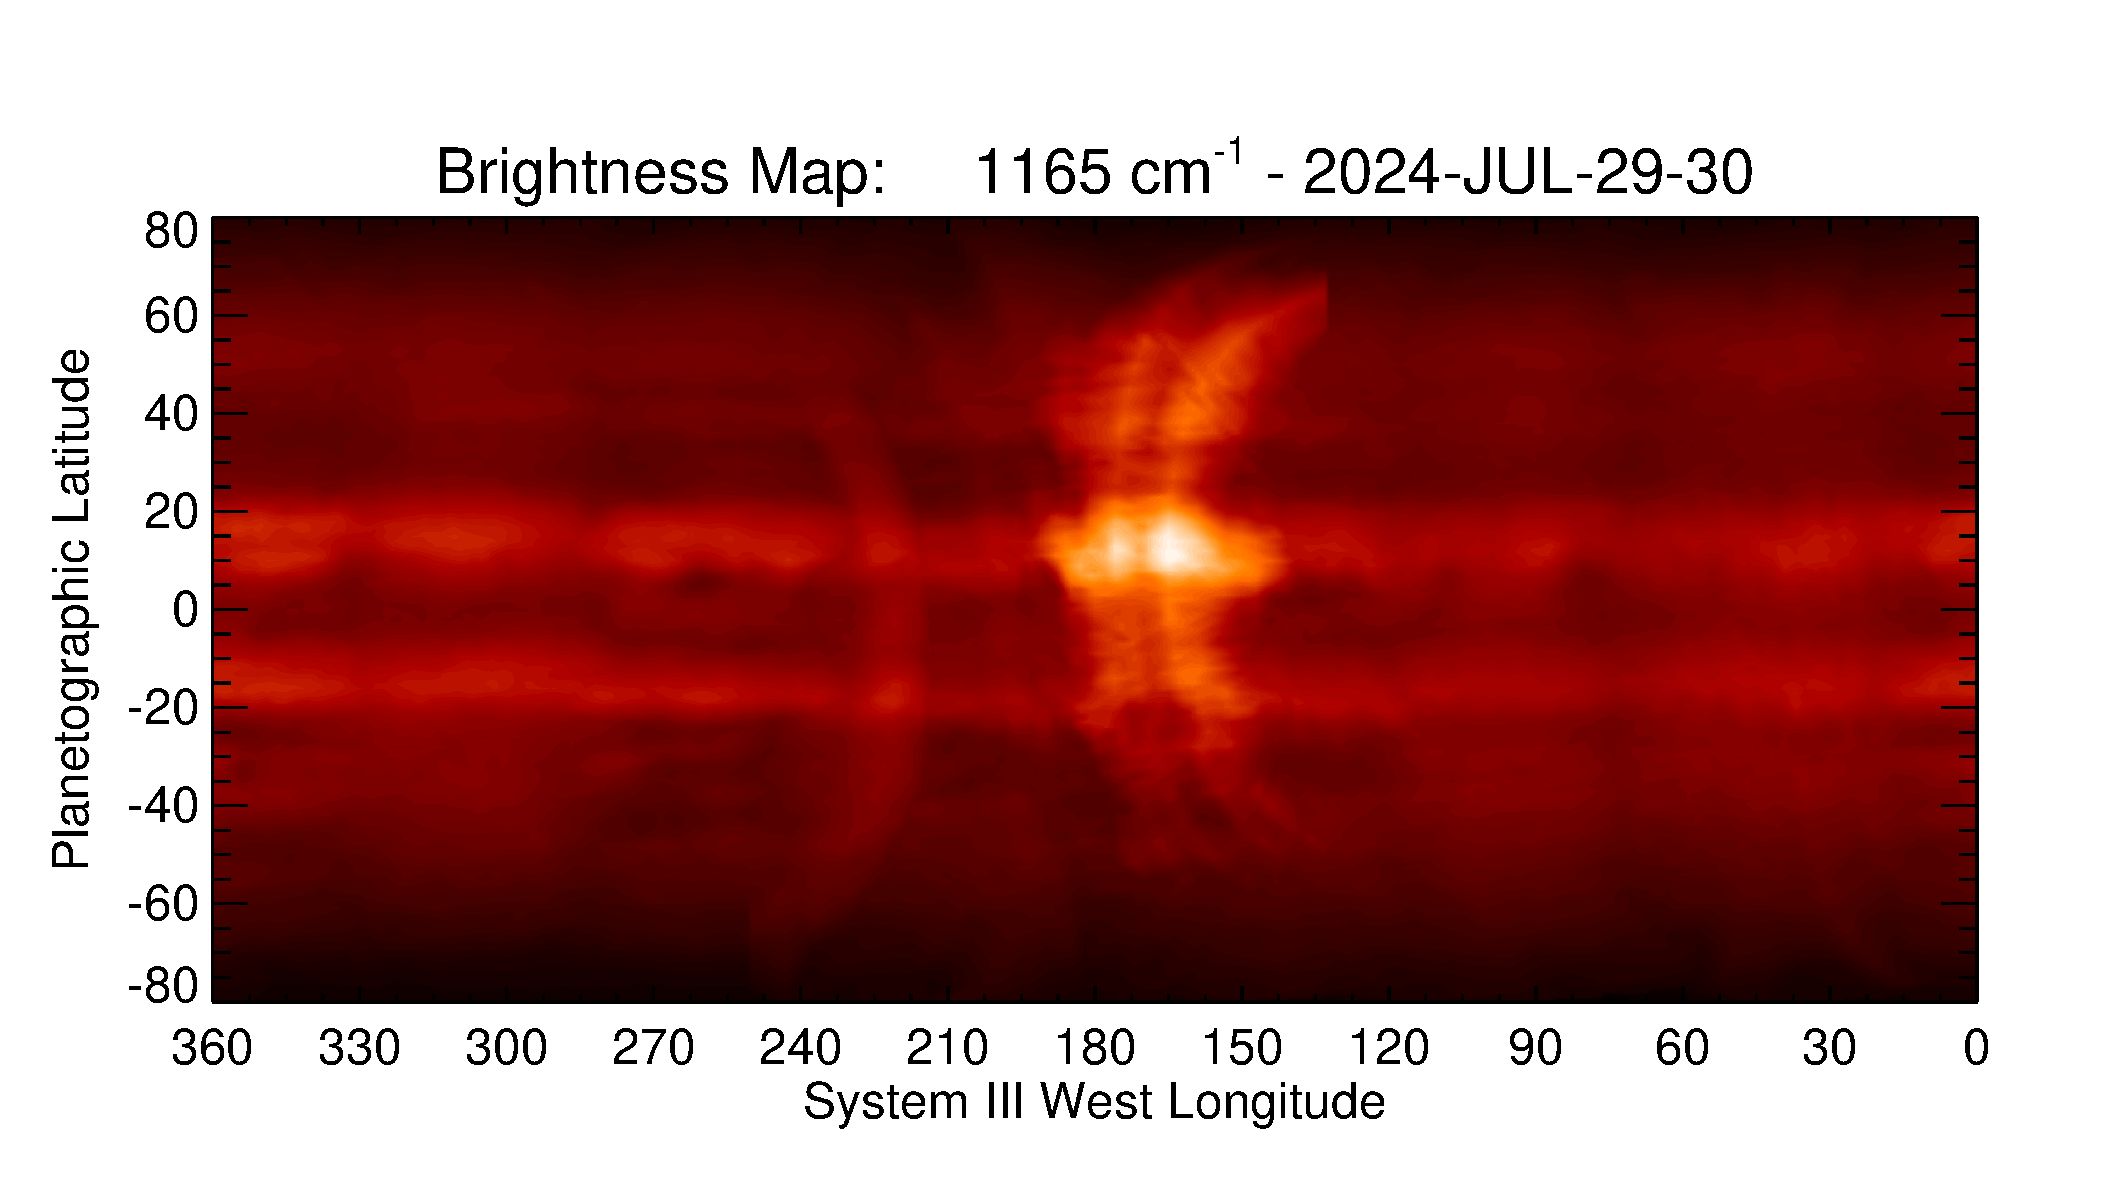 Brightness Map: 1165 cm⁻¹ - 2024-JUL-29-30
Planetographic Latitude
80
60
40
20
0
-20
-40
-60
-80
360 330 300 270 240 210 180 150 120 90 60 30 0
System III West Longitude